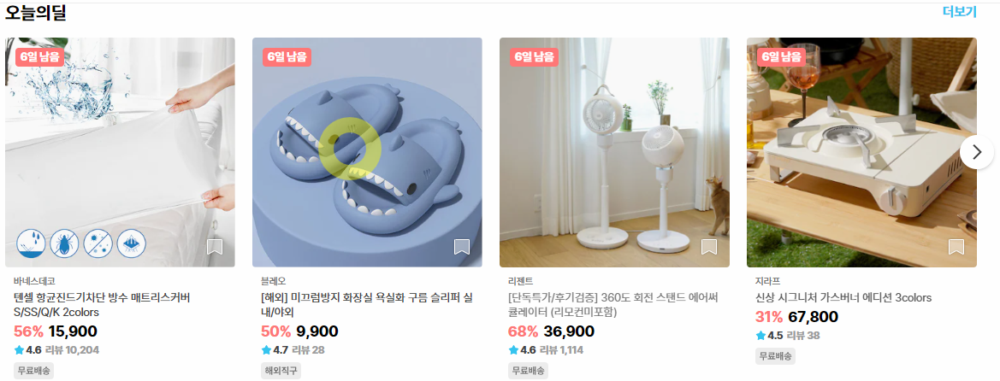 오늘의딜
더보기
6일 남음
6일 남음
6일 남음
6일 남음
바네스데코
텐셀 항균진드기차단 방수 매트리스커버
S/SS/Q/K 2colors
56% 15,900
4.6 리뷰 10,204
무료배송
블레오
[해외] 미끄럼방지 화장실 욕실화 구름 슬리퍼 실
내/야외
50% 9,900
4.7 리뷰 28
해외직구
리젠트
[단독특가/후기검증] 360도 회전 스탠드 에어써
큘레이터 (리모컨미포함)
68% 36,900
4.6 리뷰 1,114
무료배송
지라프
신상 시그니처 가스버너 에디션 3colors
31% 67,800
4.5 리뷰 38
무료배송